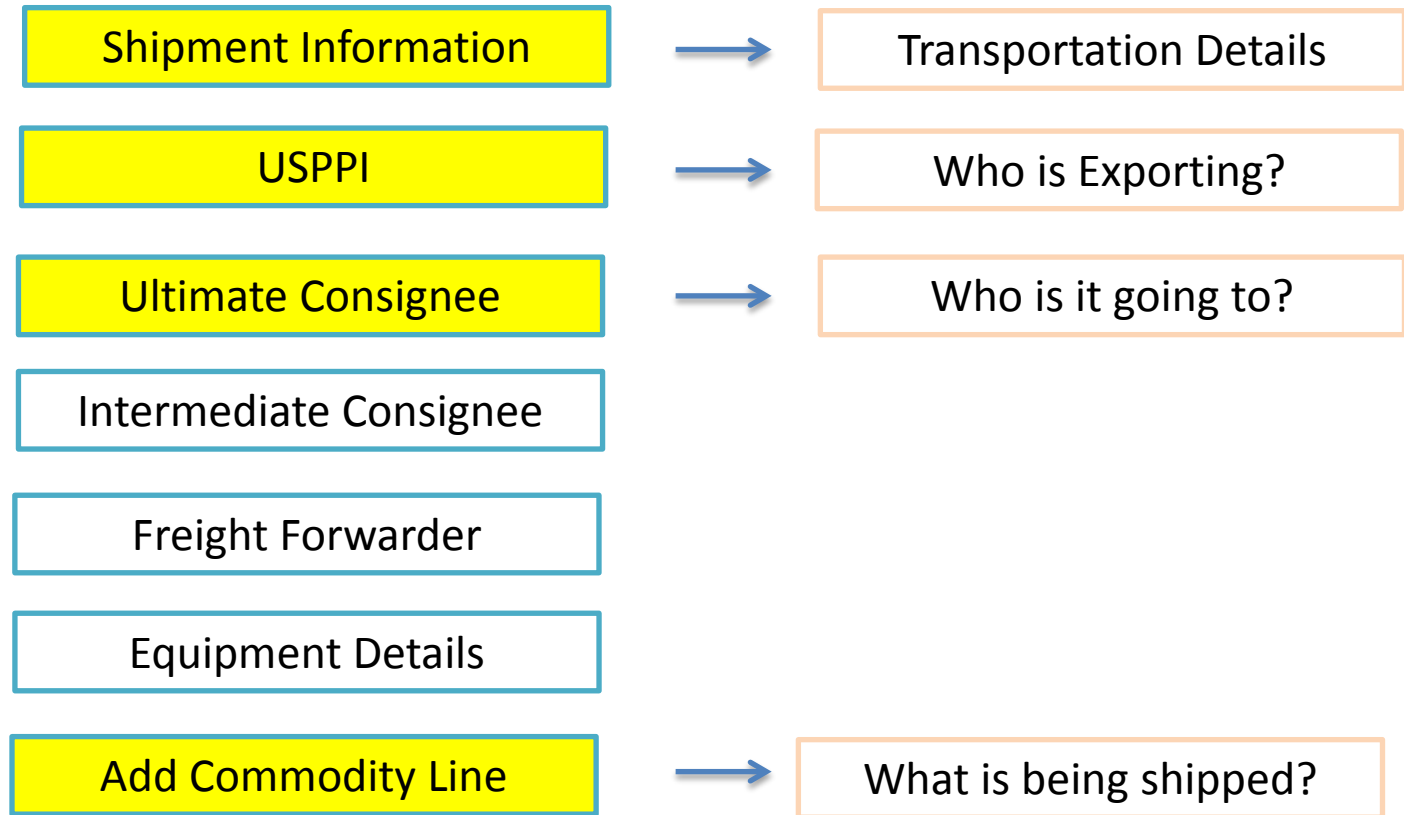 Shipment Information
Transportation Details
USPPI
Who is Exporting?
Ultimate Consignee
Who is it going to?
Intermediate Consignee
Freight Forwarder
Equipment Details
Add Commodity Line
What is being shipped?